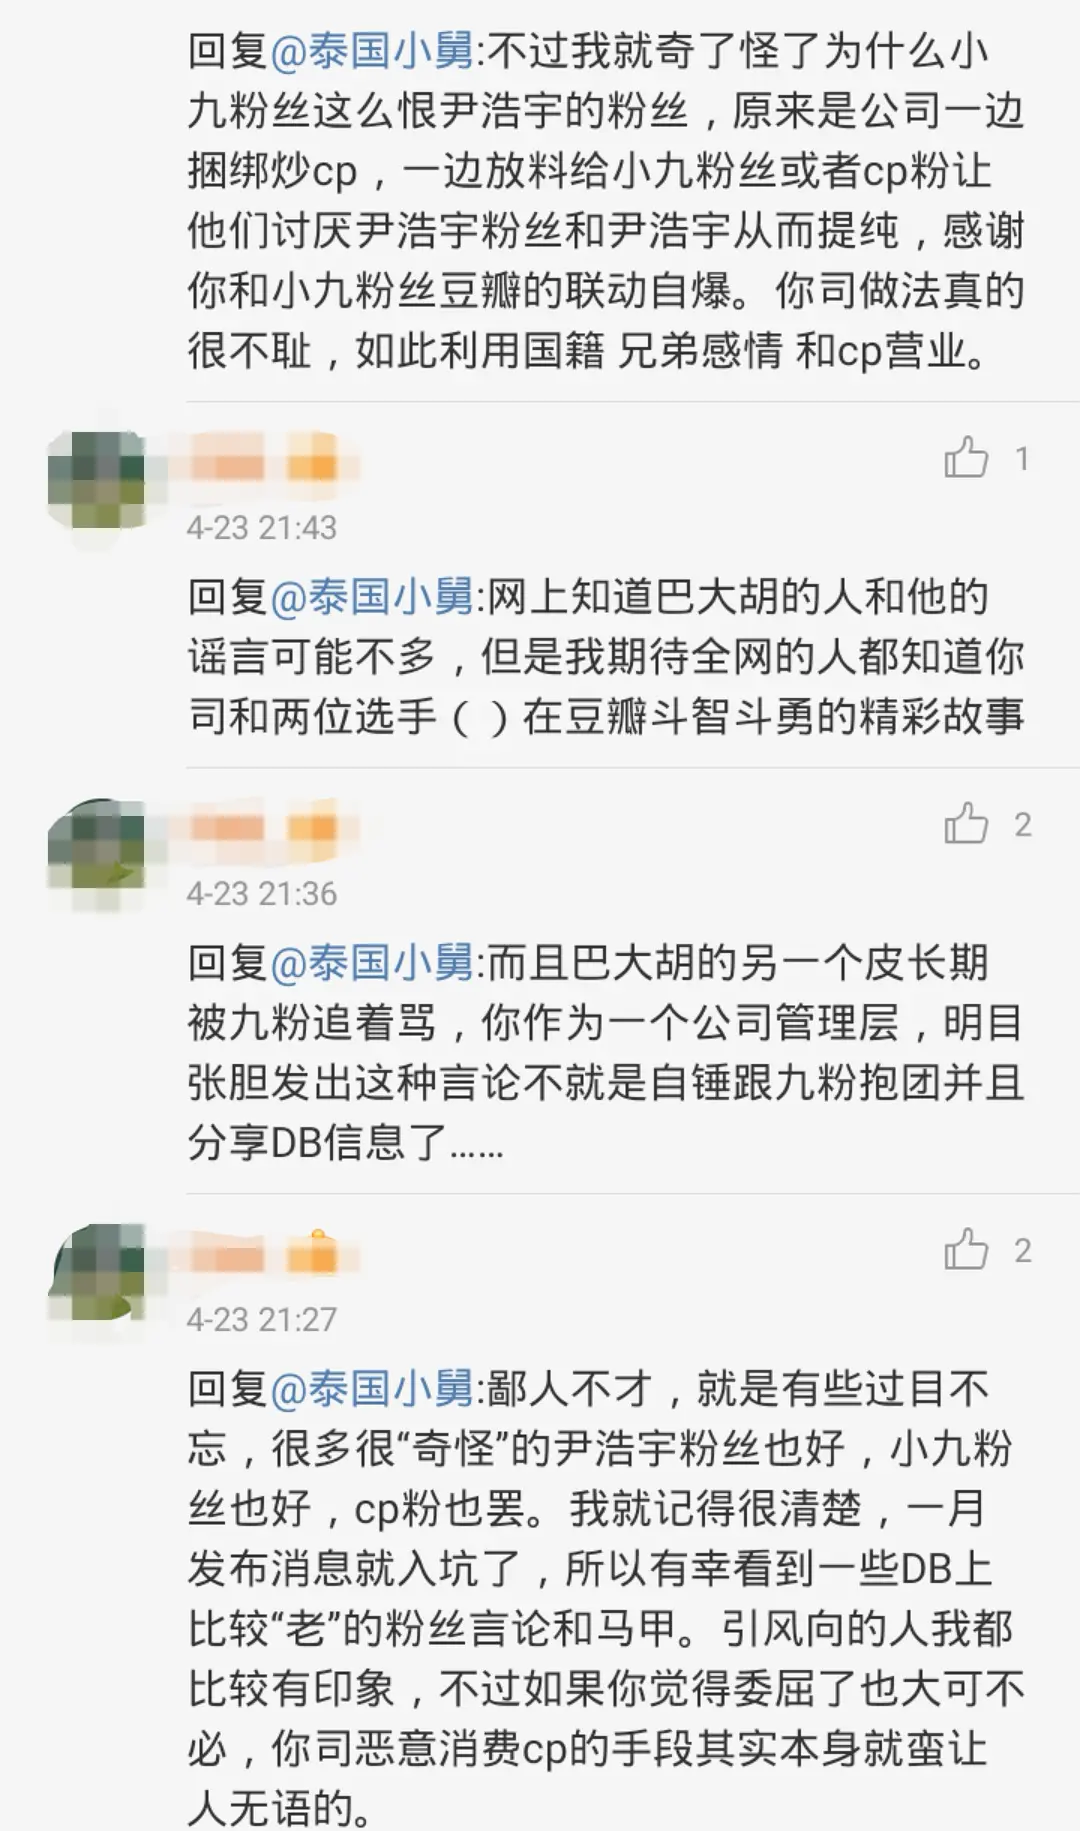 回复@泰国小舅:不过我就奇了怪了为什么小
九粉丝这么恨尹浩宇的粉丝，原来是公司一边
捆绑炒cp，一边放料给小九粉丝或者cp粉让
他们讨厌尹浩宇粉丝和尹浩宇从而提纯，感谢
你和小九粉丝豆瓣的联动自爆。你司做法真的
很不耻，如此利用国籍 兄弟感情 和cp营业。
1
4-23 21:43
回复@泰国小舅:网上知道巴大胡的人和他的
谣言可能不多，但是我期待全网的人都知道你
司和两位选手（）在豆瓣斗智斗勇的精彩故事
2
4-23 21:36
回复@泰国小舅:而且巴大胡的另一个皮长期
被九粉追着骂，你作为一个公司管理层，明目
张胆发出这种言论不就是自锤跟九粉抱团并且
分享DB信息了……
2
4-23 21:27
回复@泰国小舅:鄙人不才，就是有些过目不
忘，很多很“奇怪”的尹浩宇粉丝也好，小九粉
丝也好，cp粉也罢。我就记得很清楚，一月
发布消息就入坑了，所以有幸看到一些DB上
比较“老”的粉丝言论和马甲。引风向的人我都
比较有印象，不过如果你觉得委屈了也大可不
必，你司恶意消费cp的手段其实本身就蛮让
人无语的。